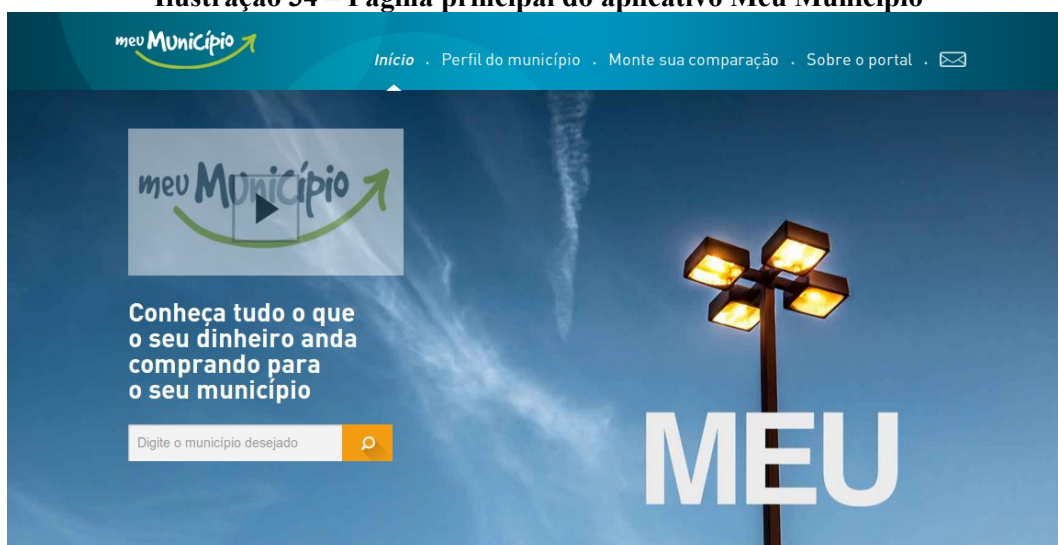 Ilustração 34 – Página principal do aplicativo Meu Município
meu Município
Início . Perfil do município . Monte sua comparação . Sobre o portal .
meu Município
Conheça tudo o que
o seu dinheiro anda
comprando para
o seu município
Digite o município desejado
MEU